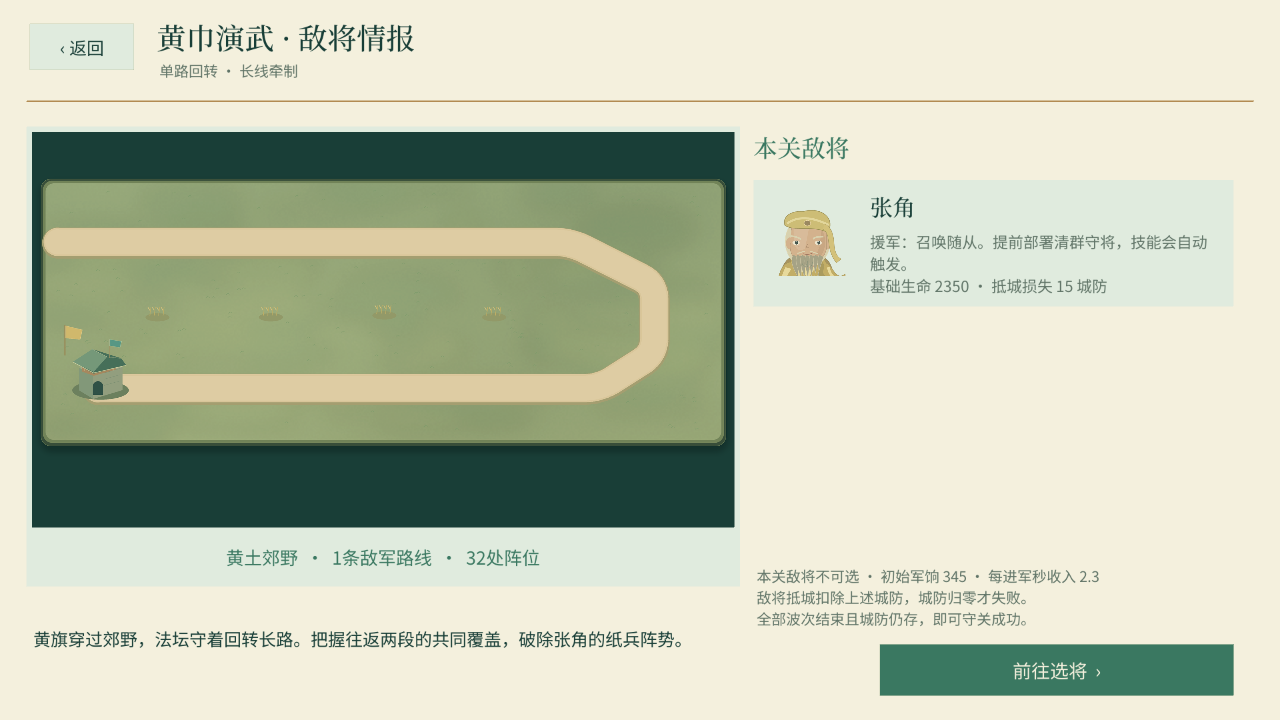 ‹ 返回
黄巾演武 · 敌将情报
单路回转 · 长线牵制
本关敌将
张角
援军：召唤随从。提前部署清群守将，技能会自动
触发。
基础生命 2350 · 抵城损失 15 城防
黄土郊野 · 1条敌军路线 · 32处阵位
黄旗穿过郊野，法坛守着回转长路。把握往返两段的共同覆盖，破除张角的纸兵阵势。
本关敌将不可选 · 初始军饷 345 · 每进军秒收入 2.3
敌将抵城扣除上述城防，城防归零才失败。
全部波次结束且城防仍存，即可守关成功。
前往选将 ›